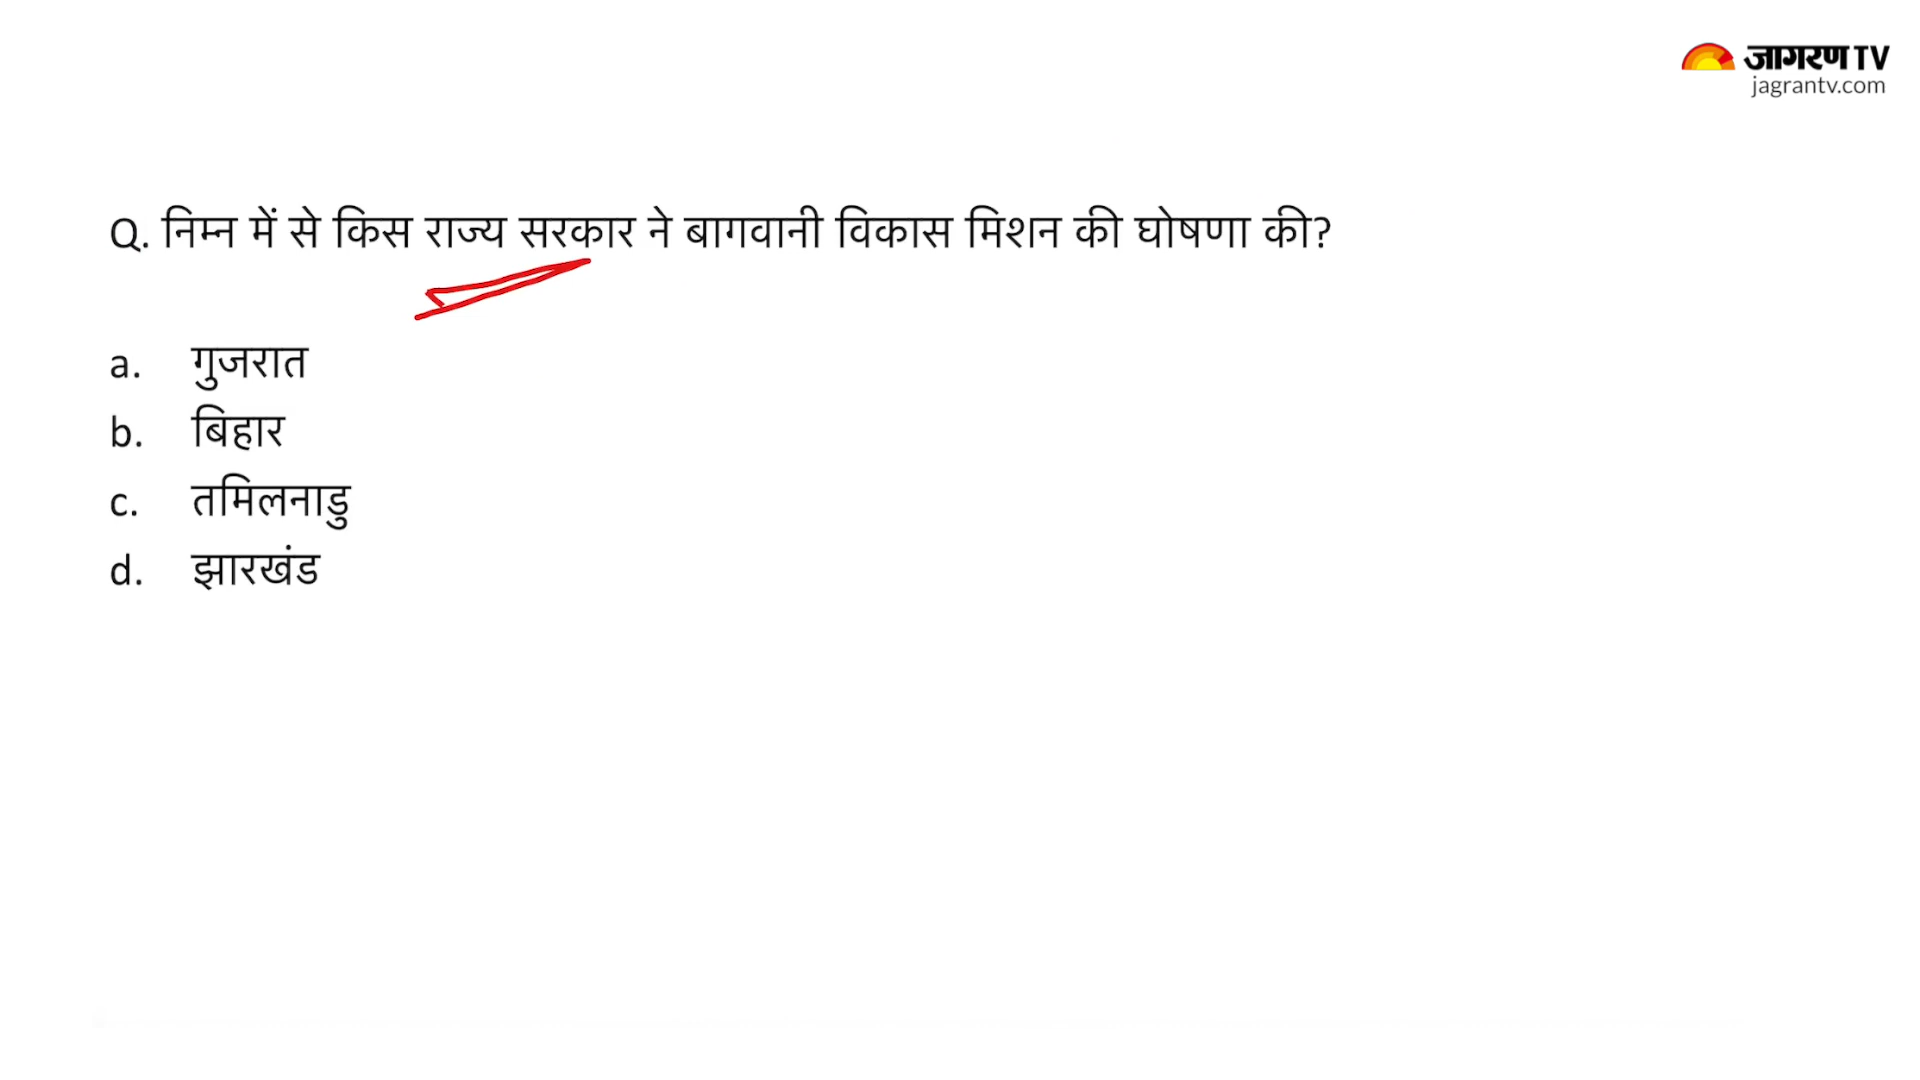 जागरण TV
jagrantv.com
Q. निम्न में से किस राज्य सरकार ने बागवानी विकास मिशन की घोषणा की?
a. गुजरात
b. बिहार
c. तमिलनाडु
d. झारखंड